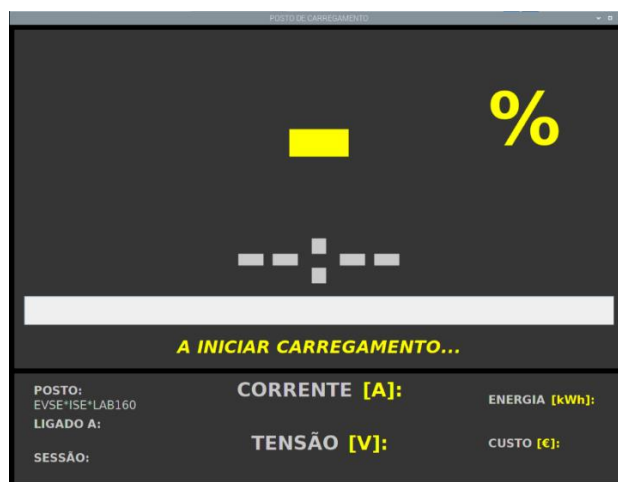 POSTO DE CARREGAMENTO
- %
--:--
A INICIAR CARREGAMENTO...
POSTO:
EVSE*ISE*LAB160
LIGADO A:
SESSÃO:
CORRENTE [A]:
TENSÃO [V]:
ENERGIA [kWh]:
CUSTO [€]: